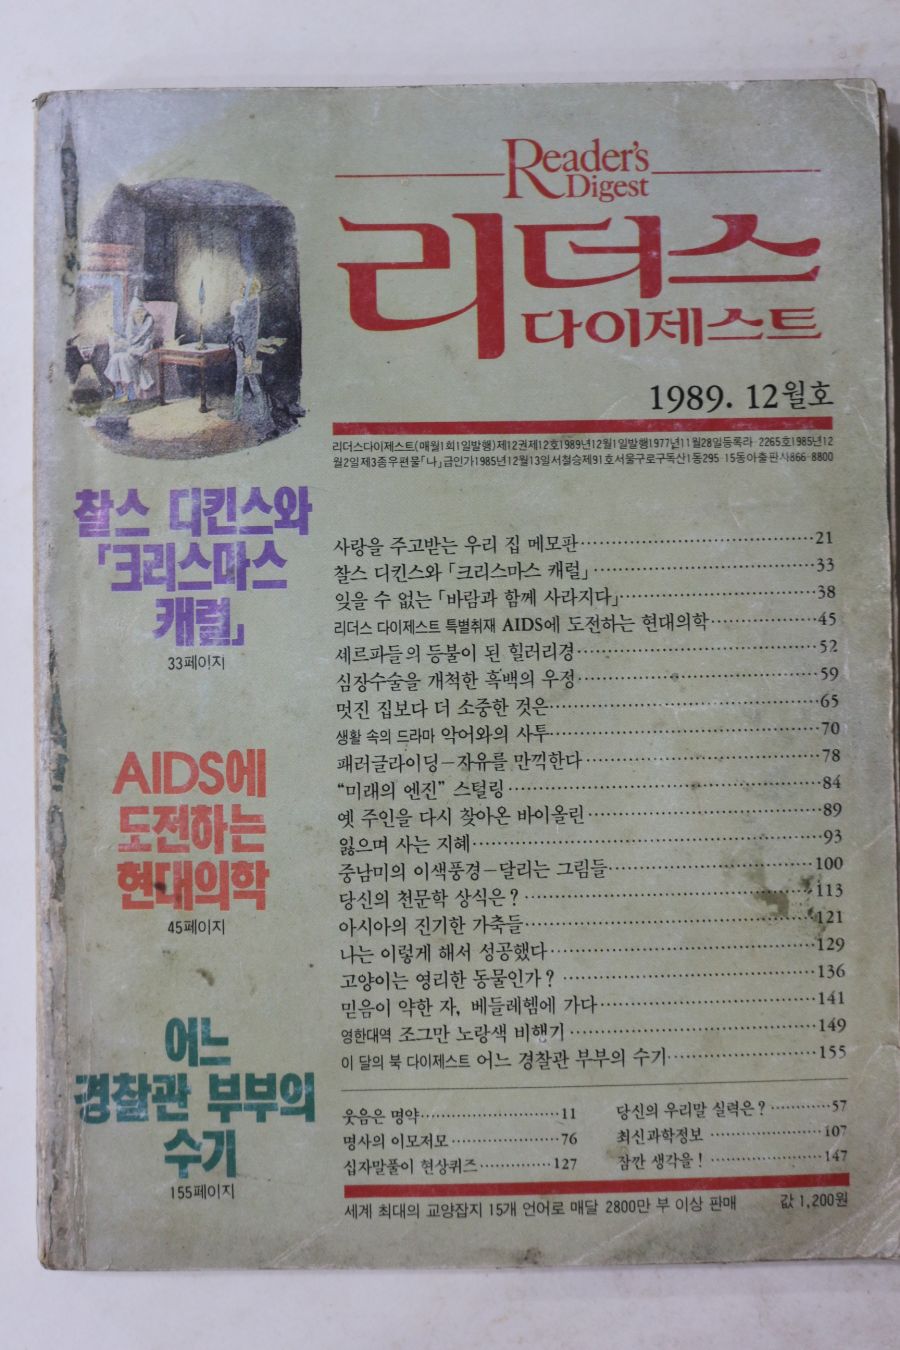 Reader's
Digest
리더스
다이제스트
1989. 12월호
리더스다이제스트(매월1회1일발행)제12권제12호1989년12월1일발행1977년11월28일등록라·2265호1985년12
월2일제3종우편물「나」급인가1985년12월13일서철승제91호서울구로구독산1동295·15동아출판사866-8800
찰스 디킨스와
「크리스마스
캐럴」
33페이지
AIDS에
도전하는
현대의학
45페이지
어느
경찰관 부부의
수기
155페이지
사랑을 주고받는 우리 집 메모판 21
찰스 디킨스와 「크리스마스 캐럴」 33
잊을 수 없는 「바람과 함께 사라지다」 38
리더스 다이제스트 특별취재 AIDS에 도전하는 현대의학 45
셰르파들의 등불이 된 힐러리경 52
심장수술을 개척한 흑백의 우정 59
멋진 집보다 더 소중한 것은 65
생활 속의 드라마 악어와의 사투 70
패러글라이딩–자유를 만끽한다 78
“미래의 엔진” 스털링 84
옛 주인을 다시 찾아온 바이올린 89
잃으며 사는 지혜 93
중남미의 이색풍경–달리는 그림들 100
당신의 천문학 상식은? 113
아시아의 진기한 가축들 121
나는 이렇게 해서 성공했다 129
고양이는 영리한 동물인가? 136
믿음이 약한 자, 베들레헴에 가다 141
영한대역 조그만 노랑색 비행기 149
이 달의 북 다이제스트 어느 경찰관 부부의 수기 155
웃음은 명약 11
명사의 이모저모 76
십자말풀이 현상퀴즈 127
당신의 우리말 실력은? 57
최신과학정보 107
잠깐 생각을! 147
세계 최대의 교양잡지 15개 언어로 매달 2800만 부 이상 판매 값 1,200원